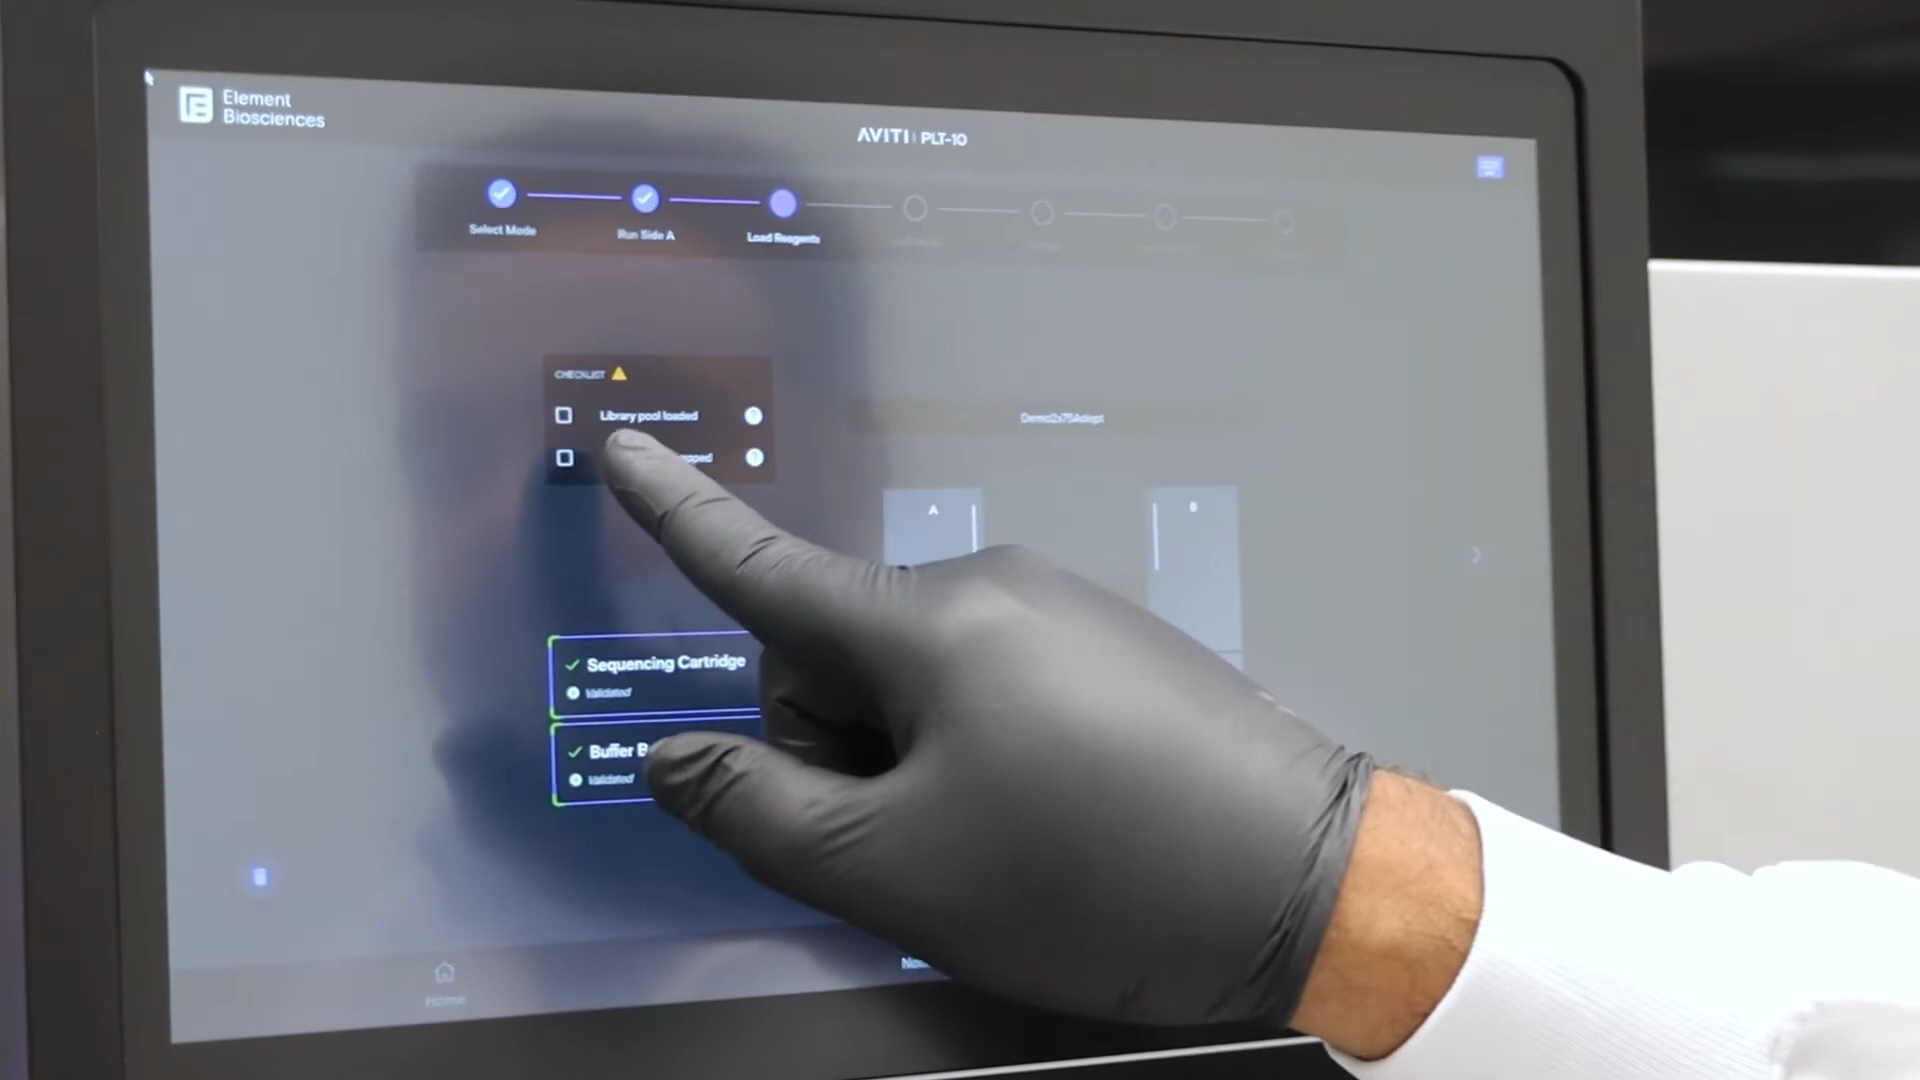 Element
Biosciences
AVITI | PLT-10
Select Mode
Run Side A
Load Reagents
CHECKLIST
Library pool loaded
Demo2x75Adept
A
B
Sequencing Cartridge
Validated
Buffer B
Validated
Home